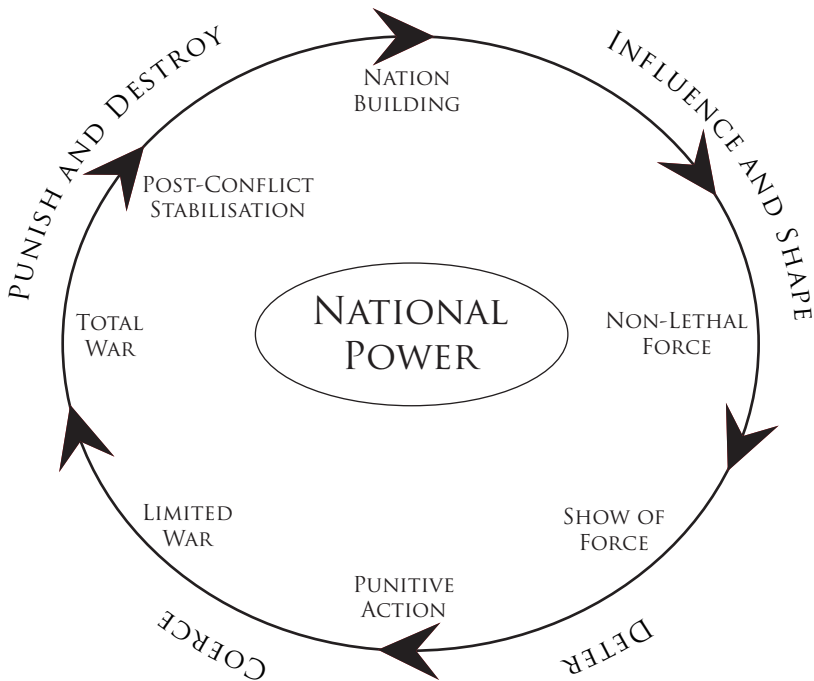 PUNISH AND DESTROY
INFLUENCE AND SHAPE
NATION
BUILDING
POST-CONFLICT
STABILISATION
NATIONAL
POWER
TOTAL
WAR
NON-LETHAL
FORCE
LIMITED
WAR
SHOW OF
FORCE
PUNITIVE
ACTION
COERCE
DETER